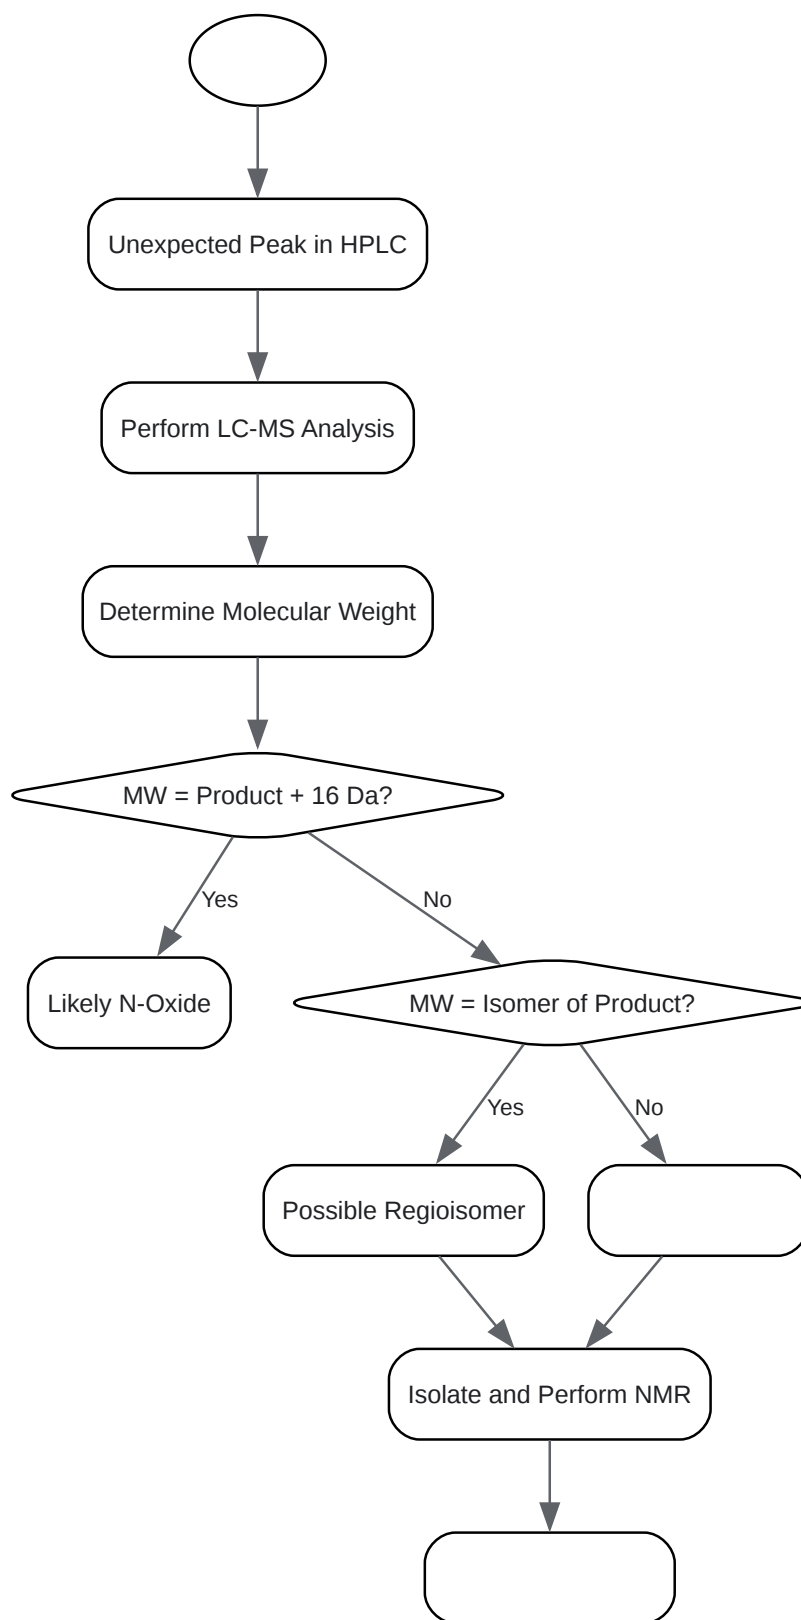 Unexpected Peak in HPLC
Perform LC-MS Analysis
Determine Molecular Weight
MW = Product + 16 Da?
Yes
No
Likely N-Oxide
MW = Isomer of Product?
Yes
No
Possible Regioisomer
Isolate and Perform NMR